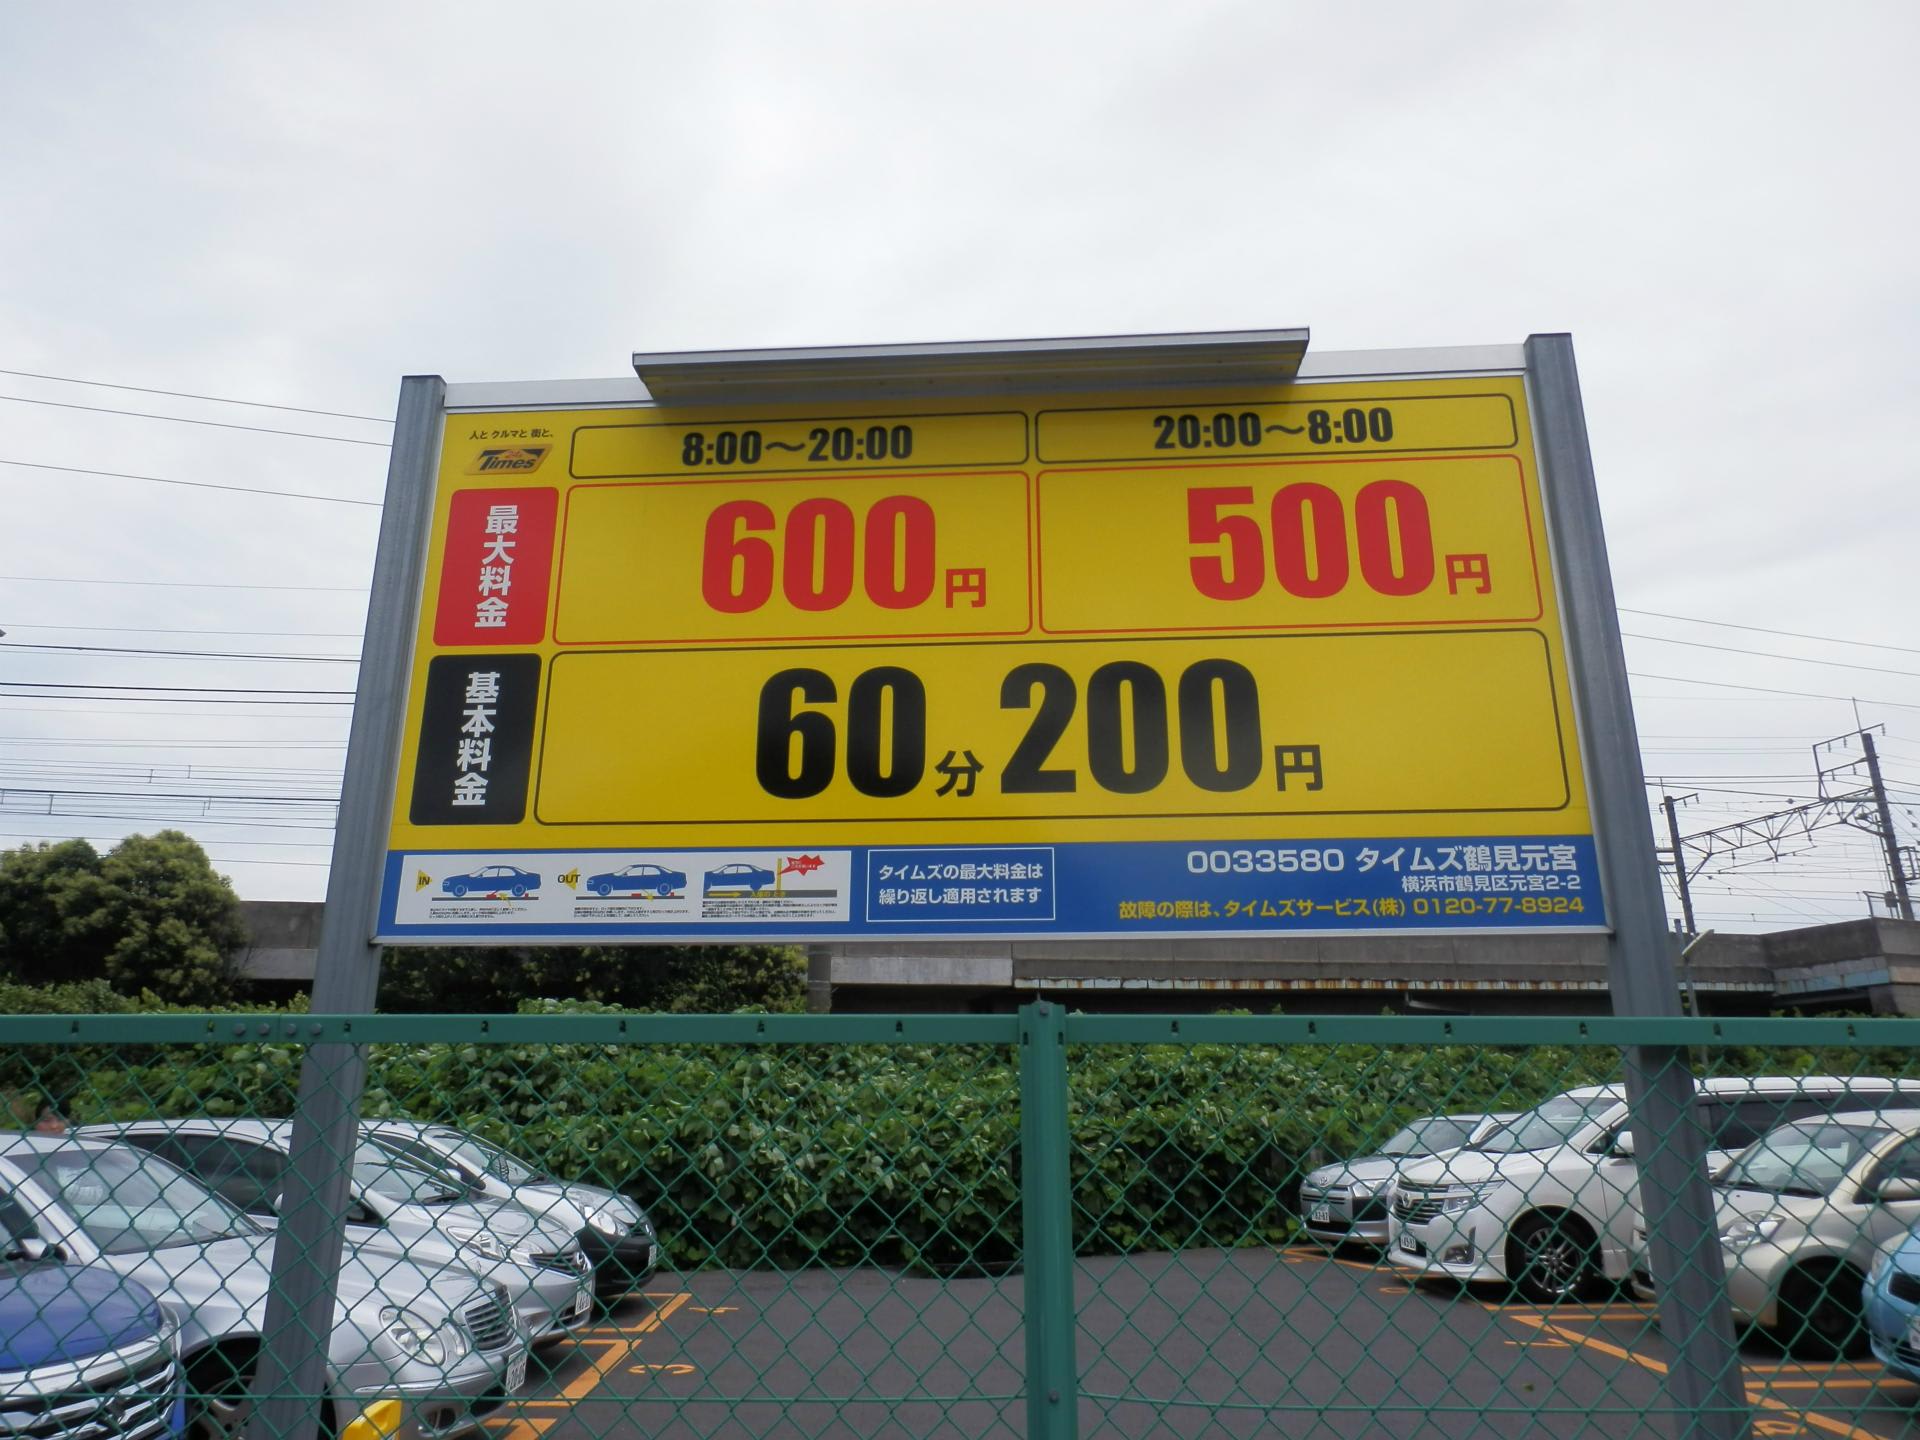 人と クルマと 街と、
Times
8:00～20:00
20:00～8:00
最大料金
600円
500円
基本料金
60分 200円
IN
OUT
タイムズの最大料金は
繰り返し適用されます
0033580 タイムズ鶴見元宮
横浜市鶴見区元宮2-2
故障の際は、タイムズサービス(株) 0120-77-8924